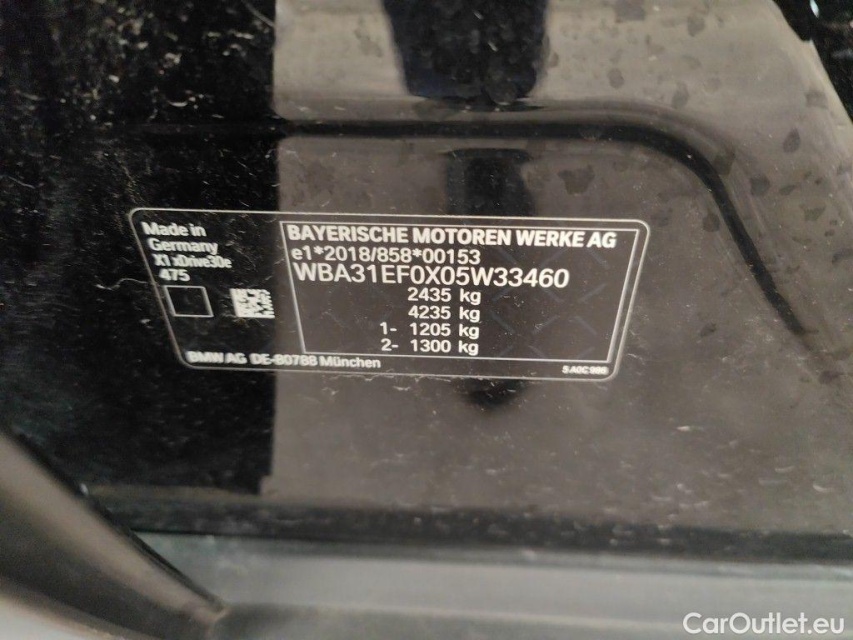 Made in
Germany
X1 xDrive30e
475
BAYERISCHE MOTOREN WERKE AG
e1*2018/858*00153
WBA31EF0X05W33460
2435 kg
4235 kg
1- 1205 kg
2- 1300 kg
BMW AG DE-80788 München
CarOutlet.eu